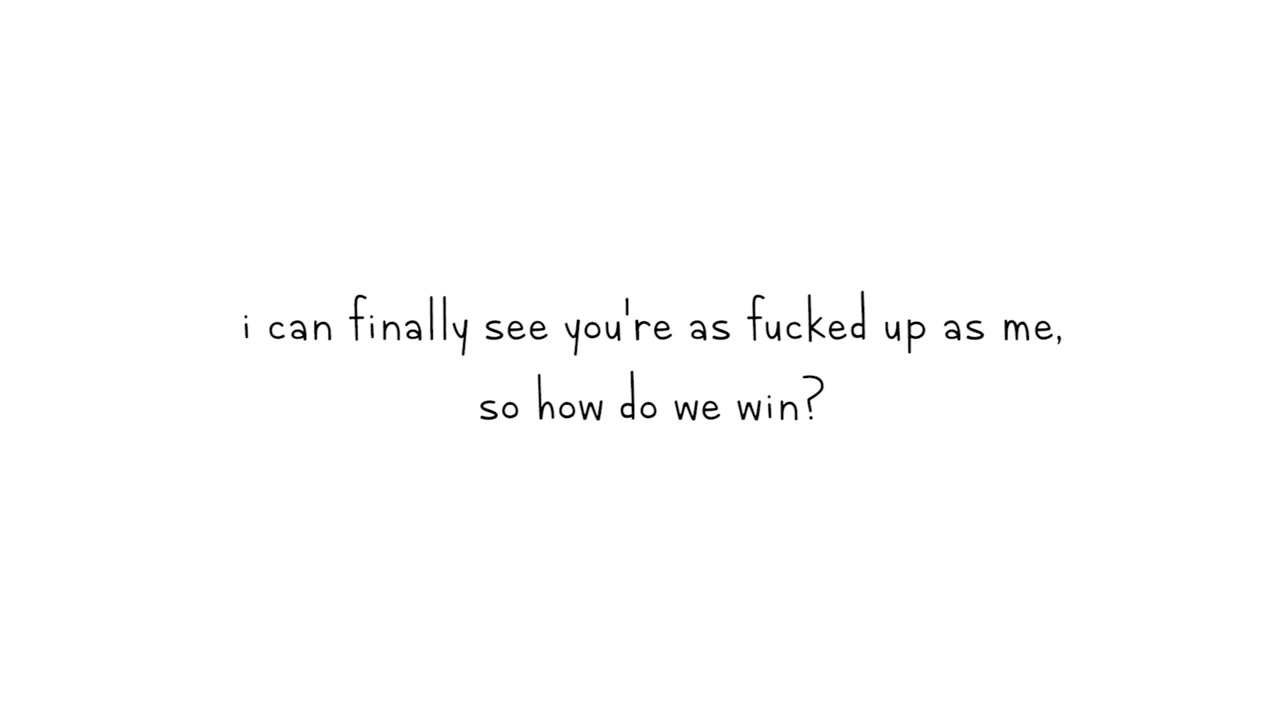 i can finally see you're as fucked up as me,
so how do we win?